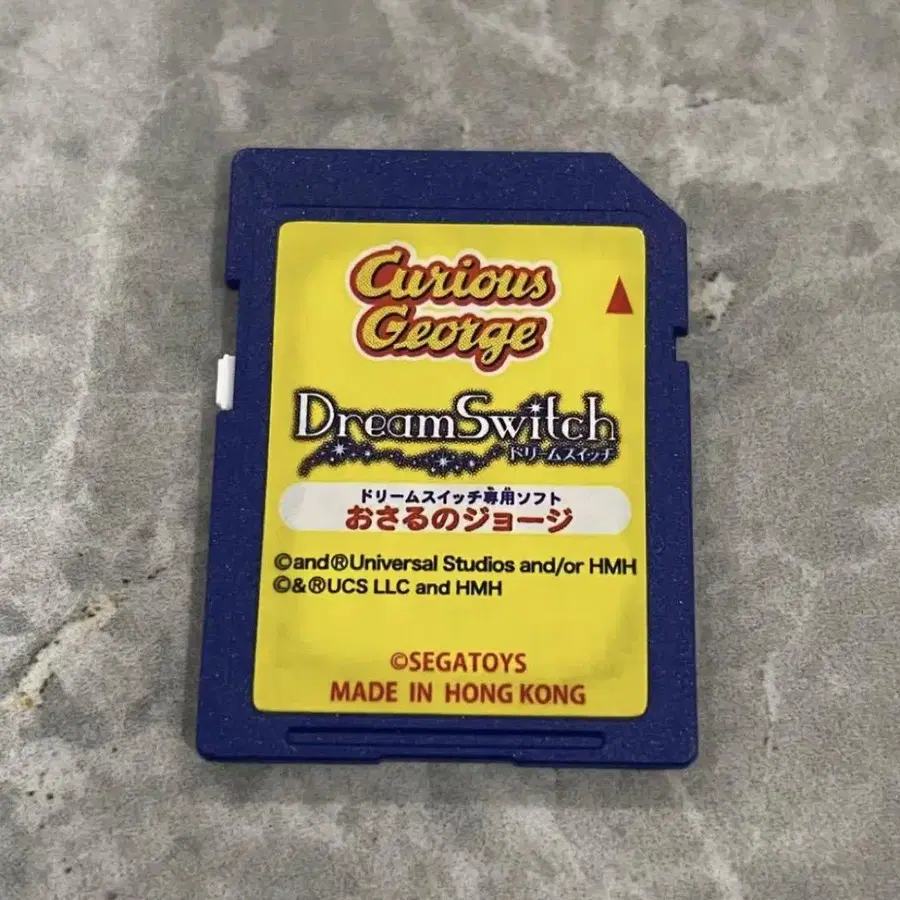 Curious
George
DreamSwitch
ドリームスイッチ
ドリームスイッチ専用ソフト
おさるのジョージ
©and®Universal Studios and/or HMH
©&®UCS LLC and HMH
©SEGATOYS
MADE IN HONG KONG